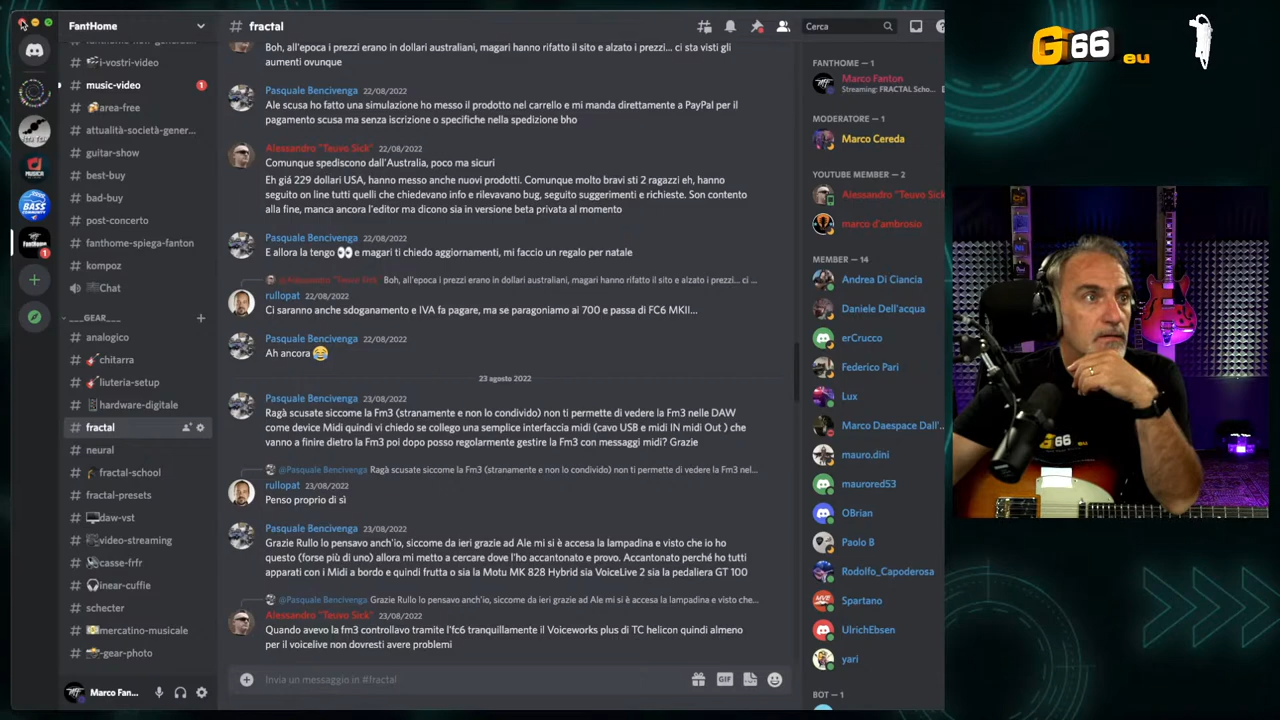 FantHome
i-vostri-video
music-video 1
area-free
attualità-società-gener...
guitar-show
best-buy
bad-buy
post-concerto
fanthome-spiega-fanton
kompoz
Chat
___GEAR___
analogico
chitarra
liuteria-setup
hardware-digitale
fractal
neural
fractal-school
fractal-presets
daw-vst
video-streaming
casse-frfr
inear-cuffie
schecter
mercatino-musicale
gear-photo
Marco Fan...
# fractal
Cerca
Boh, all'epoca i prezzi erano in dollari australiani, magari hanno rifatto il sito e alzato i prezzi... ci sta visti gli
aumenti ovunque
Pasquale Bencivenga 22/08/2022
Ale scusa ho fatto una simulazione ho messo il prodotto nel carrello e mi manda direttamente a PayPal per il
pagamento scusa ma senza iscrizione o specifiche nella spedizione bho
Alessandro "Teuvo Sick" 22/08/2022
Comunque spediscono dall'Australia, poco ma sicuri
Eh giá 229 dollari USA, hanno messo anche nuovi prodotti. Comunque molto bravi sti 2 ragazzi eh, hanno
seguito on line tutti quelli che chiedevano info e rilevavano bug, seguito suggerimenti e richieste. Son contento
alla fine, manca ancora l'editor ma dicono sia in versione beta privata al momento
Pasquale Bencivenga 22/08/2022
E allora la tengo 👀 e magari ti chiedo aggiornamenti, mi faccio un regalo per natale
@Alessandro "Teuvo Sick" Boh, all'epoca i prezzi erano in dollari australiani, magari hanno rifatto il sito e alzato i prezzi... ci ...
rullopat 22/08/2022
Ci saranno anche sdoganamento e IVA fa pagare, ma se paragoniamo ai 700 e passa di FC6 MKII...
Pasquale Bencivenga 22/08/2022
Ah ancora 😂
23 agosto 2022
Pasquale Bencivenga 23/08/2022
Ragà scusate siccome la Fm3 (stranamente e non lo condivido) non ti permette di vedere la Fm3 nelle DAW
come device Midi quindi vi chiedo se collego una semplice interfaccia midi (cavo USB e midi IN midi Out ) che
vanno a finire dietro la Fm3 poi dopo posso regolarmente gestire la Fm3 con messaggi midi? Grazie
@Pasquale Bencivenga Ragà scusate siccome la Fm3 (stranamente e non lo condivido) non ti permette di vedere la Fm3 nel...
rullopat 23/08/2022
Penso proprio di sì
Pasquale Bencivenga 23/08/2022
Grazie Rullo lo pensavo anch'io, siccome da ieri grazie ad Ale mi si è accesa la lampadina e visto che io ho
questo (forse più di uno) allora mi metto a cercare dove l'ho accantonato e provo. Accantonato perché ho tutti
apparati con i Midi a bordo e quindi frutta o sia la Motu MK 828 Hybrid sia VoiceLive 2 sia la pedaliera GT 100
@Pasquale Bencivenga Grazie Rullo lo pensavo anch'io, siccome da ieri grazie ad Ale mi si è accesa la lampadina e visto che...
Alessandro "Teuvo Sick" 23/08/2022
Quando avevo la fm3 controllavo tramite l'fc6 tranquillamente il Voiceworks plus di TC helicon quindi almeno
per il voicelive non dovresti avere problemi
Invia un messaggio in #fractal
GIF
FANTHOME — 1
Marco Fanton
Streaming: FRACTAL Scho...
MODERATORE — 1
Marco Cereda
YOUTUBE MEMBER — 2
Alessandro "Teuvo Sick"
marco d'ambrosio
MEMBER — 14
Andrea Di Ciancia
Daniele Dell'acqua
erCrucco
Federico Pari
Lux
Marco Daespace Dall'...
mauro.dini
maurored53
OBrian
Paolo B
Rodolfo_Capoderosa
Spartano
UlrichEbsen
yari
BOT — 1
G66
eu
G66